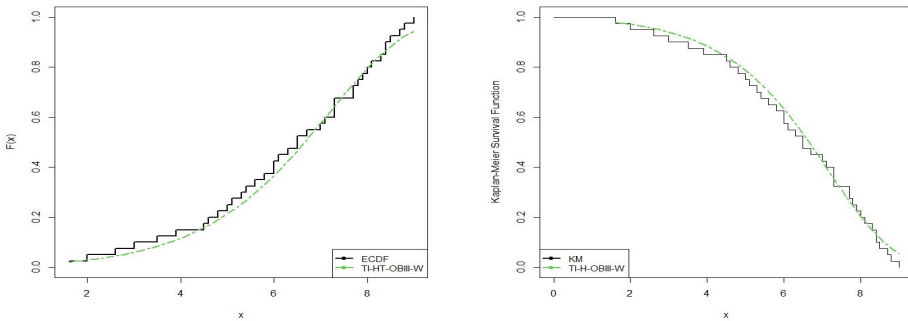 F(x)
1.0
0.8
0.6
0.4
0.2
0.0
2
4
6
8
x
ECDF
TI-HT-OBIII-W
Kaplan-Meier Survival Function
1.0
0.8
0.6
0.4
0.2
0.0
0
2
4
6
8
x
KM
TI-H-OBIII-W